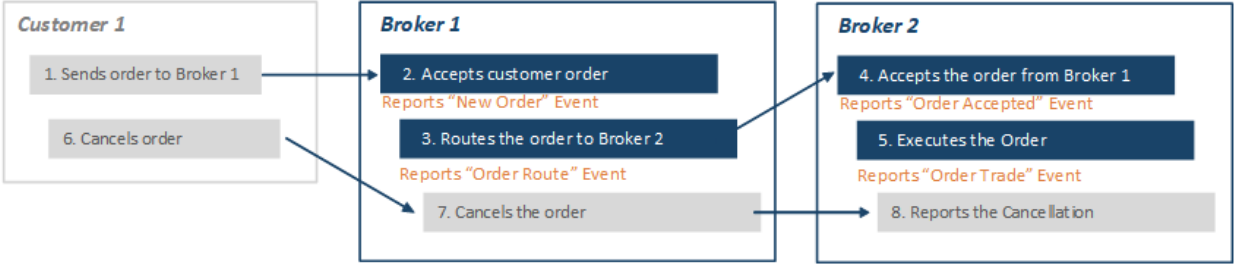 Customer 1
1. Sends order to Broker 1
6. Cancels order
Broker 1
2. Accepts customer order
Reports "New Order" Event
3. Routes the order to Broker 2
Reports "Order Route" Event
7. Cancels the order
Broker 2
4. Accepts the order from Broker 1
Reports "Order Accepted" Event
5. Executes the Order
Reports "Order Trade" Event
8. Reports the Cancellation